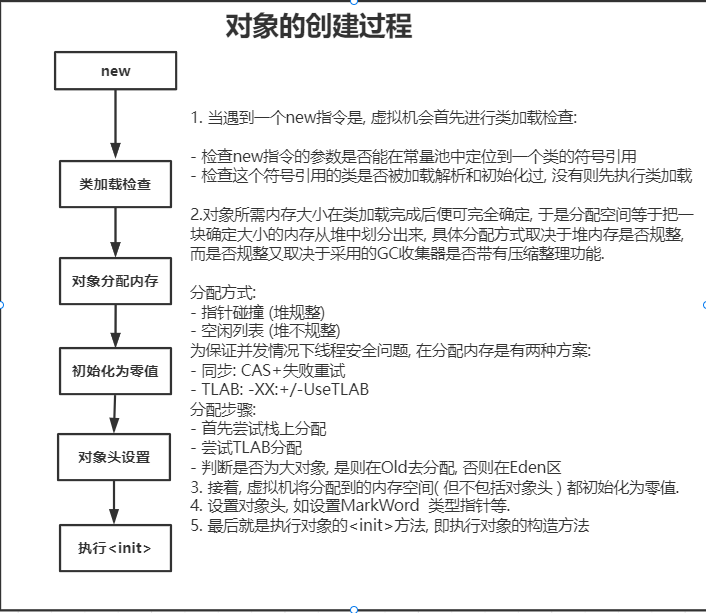 对象的创建过程
new
类加载检查
对象分配内存
初始化为零值
对象头设置
执行<init>
1. 当遇到一个new指令是, 虚拟机会首先进行类加载检查:
- 检查new指令的参数是否能在常量池中定位到一个类的符号引用
- 检查这个符号引用的类是否被加载解析和初始化过, 没有则先执行类加载
2.对象所需内存大小在类加载完成后便可完全确定, 于是分配空间等于把一
块确定大小的内存从堆中划分出来, 具体分配方式取决于堆内存是否规整,
而是否规整又取决于采用的GC收集器是否带有压缩整理功能.
分配方式:
- 指针碰撞 (堆规整)
- 空闲列表 (堆不规整)
为保证并发情况下线程安全问题, 在分配内存是有两种方案:
- 同步: CAS+失败重试
- TLAB: -XX:+/-UseTLAB
分配步骤:
- 首先尝试栈上分配
- 尝试TLAB分配
- 判断是否为大对象, 是则在Old去分配, 否则在Eden区
3. 接着, 虚拟机将分配到的内存空间( 但不包括对象头 ) 都初始化为零值.
4. 设置对象头, 如设置MarkWord  类型指针等.
5. 最后就是执行对象的<init>方法, 即执行对象的构造方法